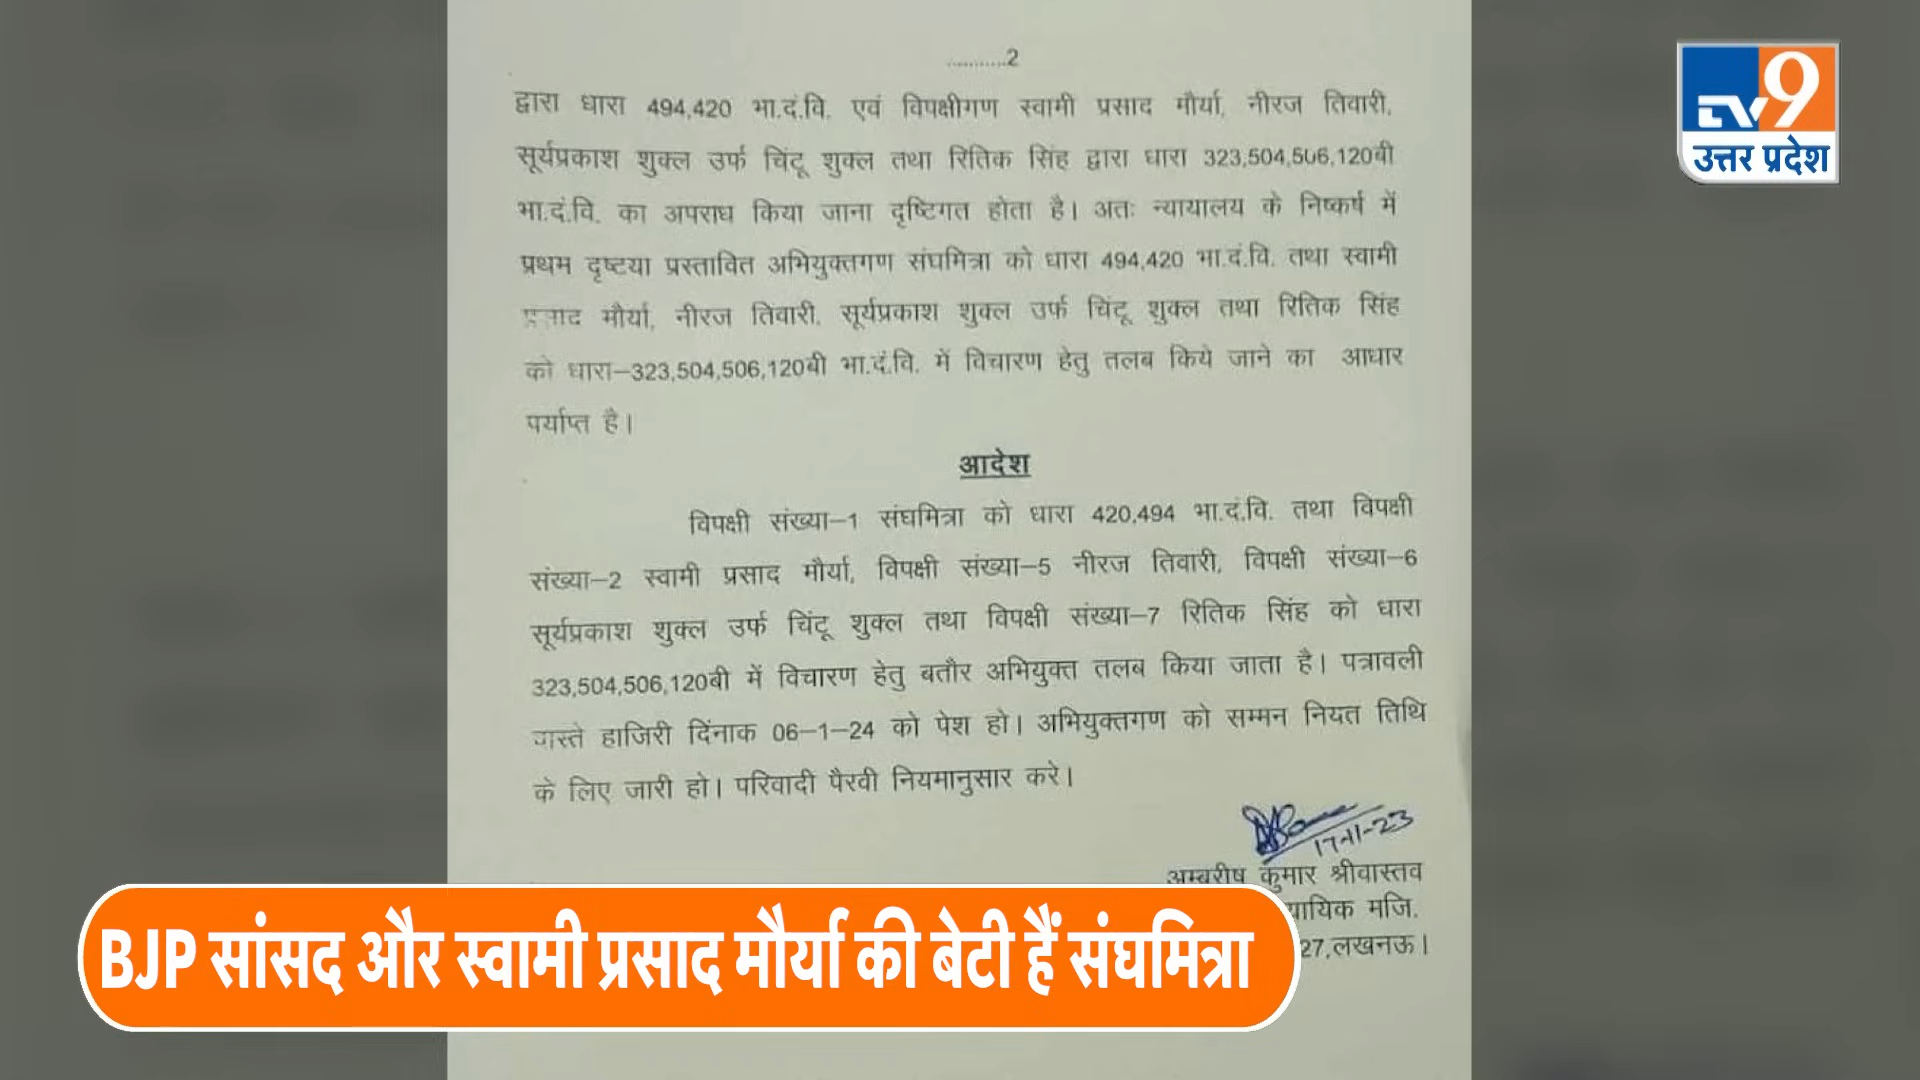 ...........2
द्वारा धारा 494,420 भा.दं.वि. एवं विपक्षीगण स्वामी प्रसाद मौर्या, नीरज तिवारी,
सूर्यप्रकाश शुक्ल उर्फ चिंटू शुक्ल तथा रितिक सिंह द्वारा धारा 323,504,506,120बी
भा.दं.वि. का अपराध किया जाना दृष्टिगत होता है। अतः न्यायालय के निष्कर्ष में
प्रथम दृष्टया प्रस्तावित अभियुक्तगण संघमित्रा को धारा 494,420 भा.दं.वि. तथा स्वामी
प्रसाद मौर्या, नीरज तिवारी, सूर्यप्रकाश शुक्ल उर्फ चिंटू शुक्ल तथा रितिक सिंह
को धारा–323,504,506,120बी भा.दं.वि. में विचारण हेतु तलब किये जाने का आधार
पर्याप्त है।
आदेश
विपक्षी संख्या–1 संघमित्रा को धारा 420,494 भा.दं.वि. तथा विपक्षी
संख्या–2 स्वामी प्रसाद मौर्या, विपक्षी संख्या–5 नीरज तिवारी, विपक्षी संख्या–6
सूर्यप्रकाश शुक्ल उर्फ चिंटू शुक्ल तथा विपक्षी संख्या–7 रितिक सिंह को धारा
323,504,506,120बी में विचारण हेतु बतौर अभियुक्त तलब किया जाता है। पत्रावली
वास्ते हाजिरी दिंनाक 06–1–24 को पेश हो। अभियुक्तगण को सम्मन नियत तिथि
के लिए जारी हो। परिवादी पैरवी नियमानुसार करे।
17-11-23
अम्बरीष कुमार श्रीवास्तव
मजि.
27,लखनऊ।
BJP सांसद और स्वामी प्रसाद मौर्या की बेटी हैं संघमित्रा
TV9
उत्तर प्रदेश